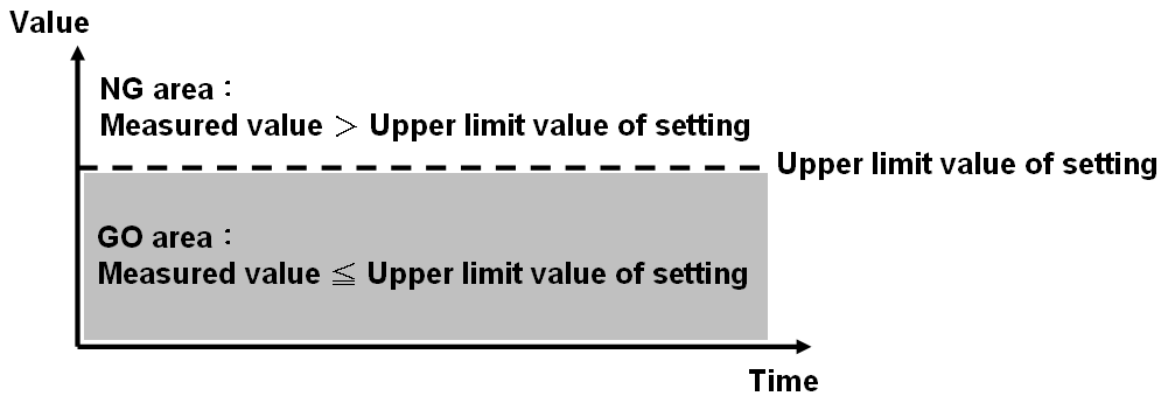 Value
NG area：
Measured value ＞ Upper limit value of setting
Upper limit value of setting
GO area：
Measured value ≦ Upper limit value of setting
Time